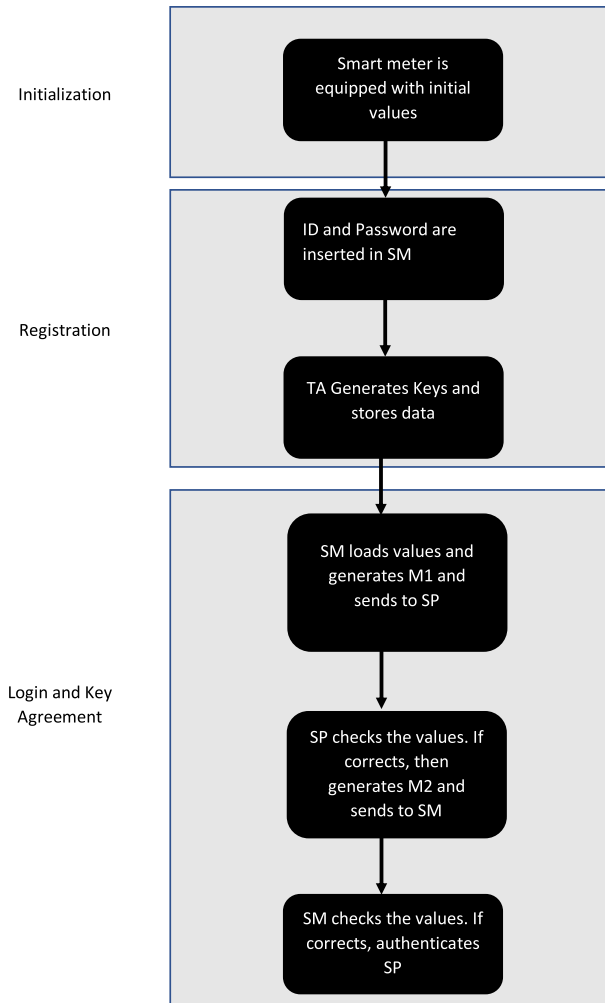 Initialization
Smart meter is
equipped with initial
values
Registration
ID and Password are
inserted in SM
TA Generates Keys and
stores data
Login and Key
Agreement
SM loads values and
generates M1 and
sends to SP
SP checks the values. If
corrects, then
generates M2 and
sends to SM
SM checks the values. If
corrects, authenticates
SP